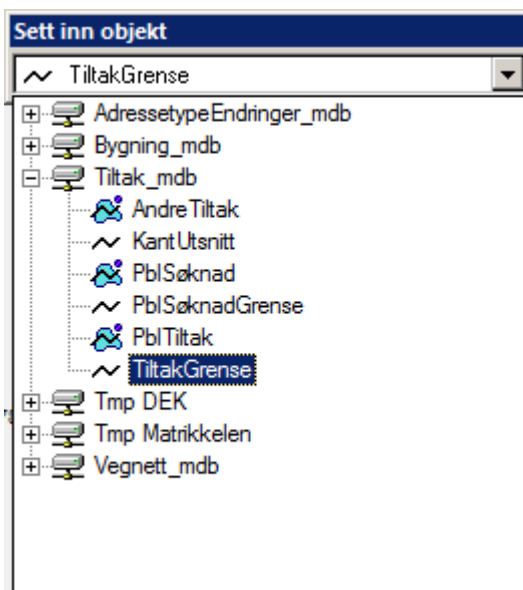 Sett inn objekt
TiltakGrense
AdressetypeEndringer_mdb
Bygning_mdb
Tiltak_mdb
AndreTiltak
KantUtsnitt
PblSøknad
PblSøknadGrense
PblTiltak
TiltakGrense
Tmp DEK
Tmp Matrikkelen
Vegnett_mdb